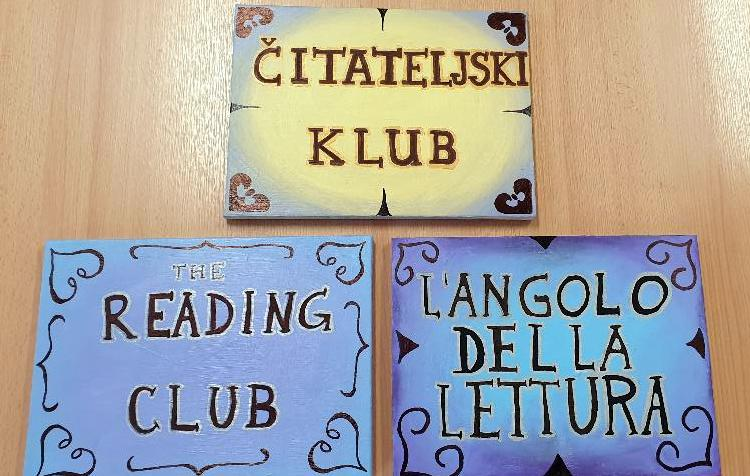 ČITATELJSKI
KLUB
THE
READING
CLUB
L'ANGOLO
DELLA
LETTURA